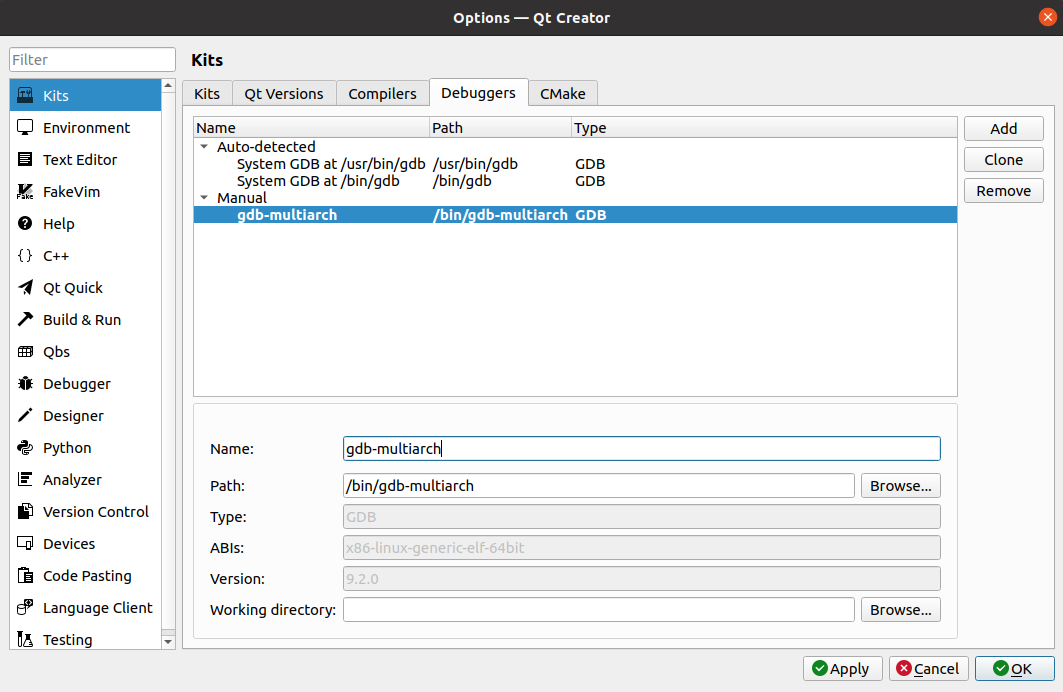 Options — Qt Creator
Filter
Kits
Environment
Text Editor
FakeVim
Help
C++
Qt Quick
Build & Run
Qbs
Debugger
Designer
Python
Analyzer
Version Control
Devices
Code Pasting
Language Client
Testing
Kits
Kits Qt Versions Compilers Debuggers CMake
Name Path Type
Auto-detected
System GDB at /usr/bin/gdb /usr/bin/gdb GDB
System GDB at /bin/gdb /bin/gdb GDB
Manual
gdb-multiarch /bin/gdb-multiarch GDB
Add
Clone
Remove
Name: gdb-multiarch
Path: /bin/gdb-multiarch Browse...
Type: GDB
ABIs: x86-linux-generic-elf-64bit
Version: 9.2.0
Working directory: Browse...
Apply Cancel OK